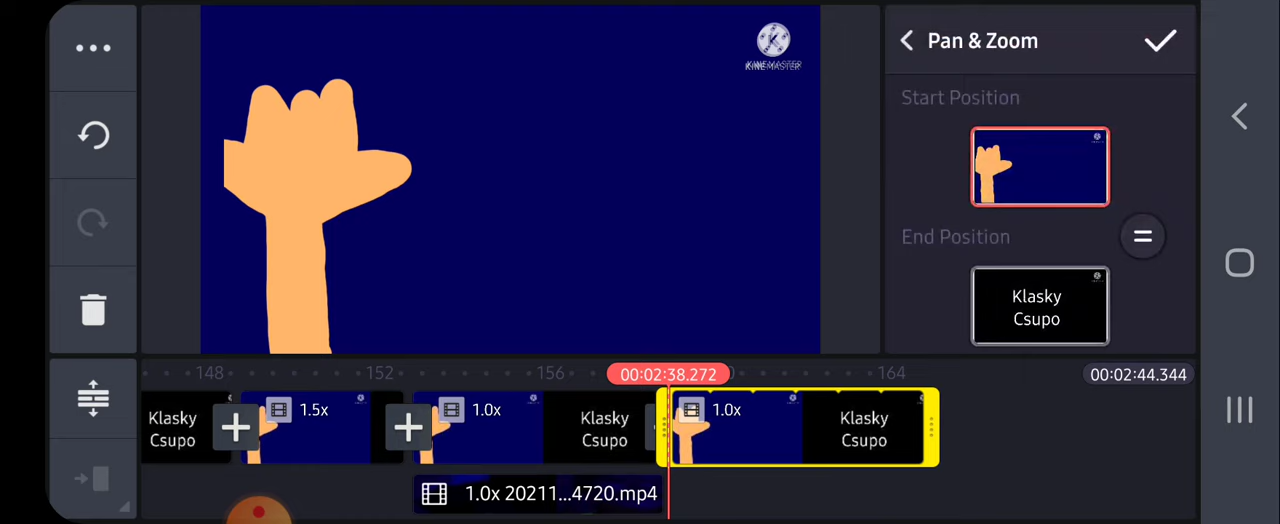 KINEMASTER
Pan & Zoom
Start Position
End Position
=
Klasky
Csupo
148
152
156
00:02:38.272
164
00:02:44.344
Klasky
Csupo
1.5x
1.0x
Klasky
Csupo
1.0x
Klasky
Csupo
1.0x 20211...4720.mp4